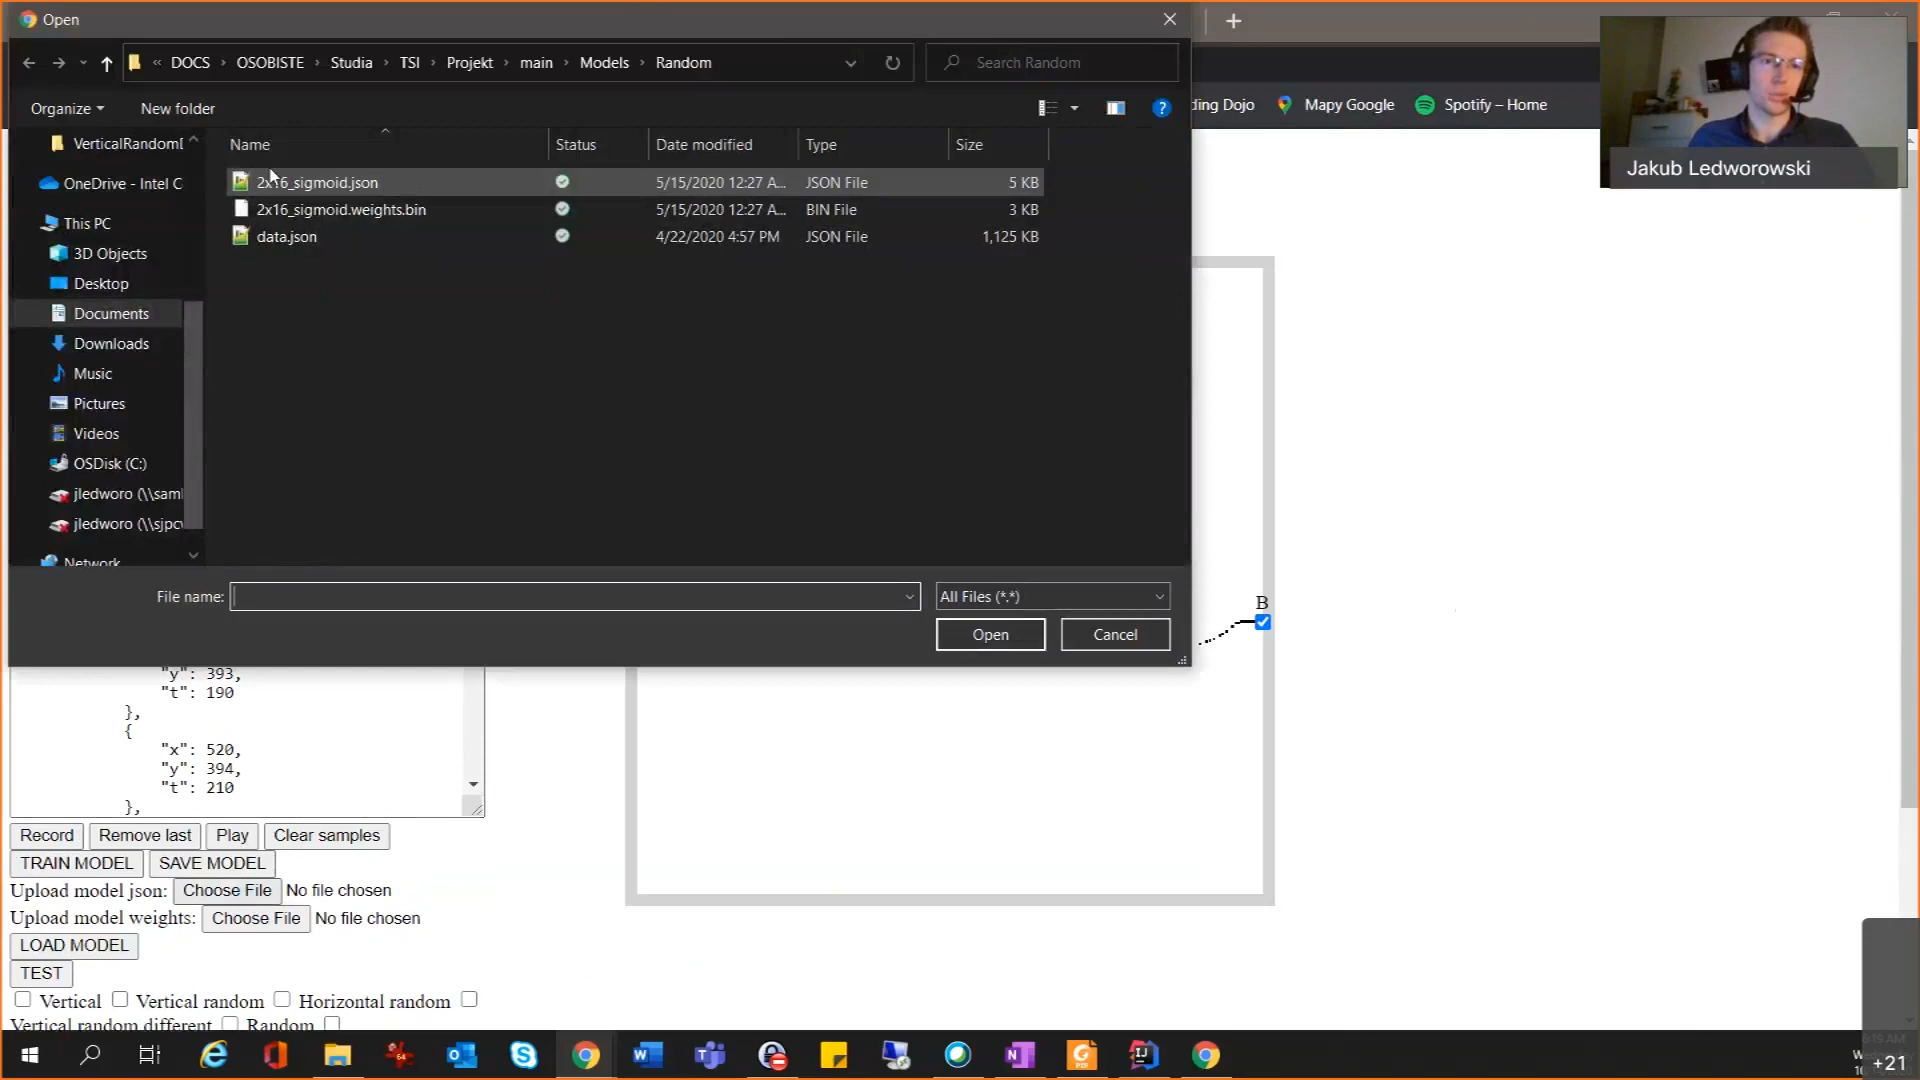 Open
« DOCS › OSOBISTE › Studia › TSI › Projekt › main › Models › Random
Search Random
ding Dojo
Mapy Google
Spotify – Home
Jakub Ledworowski
Organize
New folder
Name
Status
Date modified
Type
Size
VerticalRandomD
OneDrive - Intel C
This PC
3D Objects
Desktop
Documents
Downloads
Music
Pictures
Videos
OSDisk (C:)
jledworo (\\saml
jledworo (\\sjpcv
Network
2x16_sigmoid.json 5/15/2020 12:27 A... JSON File 5 KB
2x16_sigmoid.weights.bin 5/15/2020 12:27 A... BIN File 3 KB
data.json 4/22/2020 4:57 PM JSON File 1,125 KB
File name:
All Files (*.*)
Open
Cancel
B
"y": 393,
"t": 190
},
{
"x": 520,
"y": 394,
"t": 210
},
Record Remove last Play Clear samples
TRAIN MODEL SAVE MODEL
Upload model json: Choose File No file chosen
Upload model weights: Choose File No file chosen
LOAD MODEL
TEST
Vertical Vertical random Horizontal random
Vertical random different Random
+21